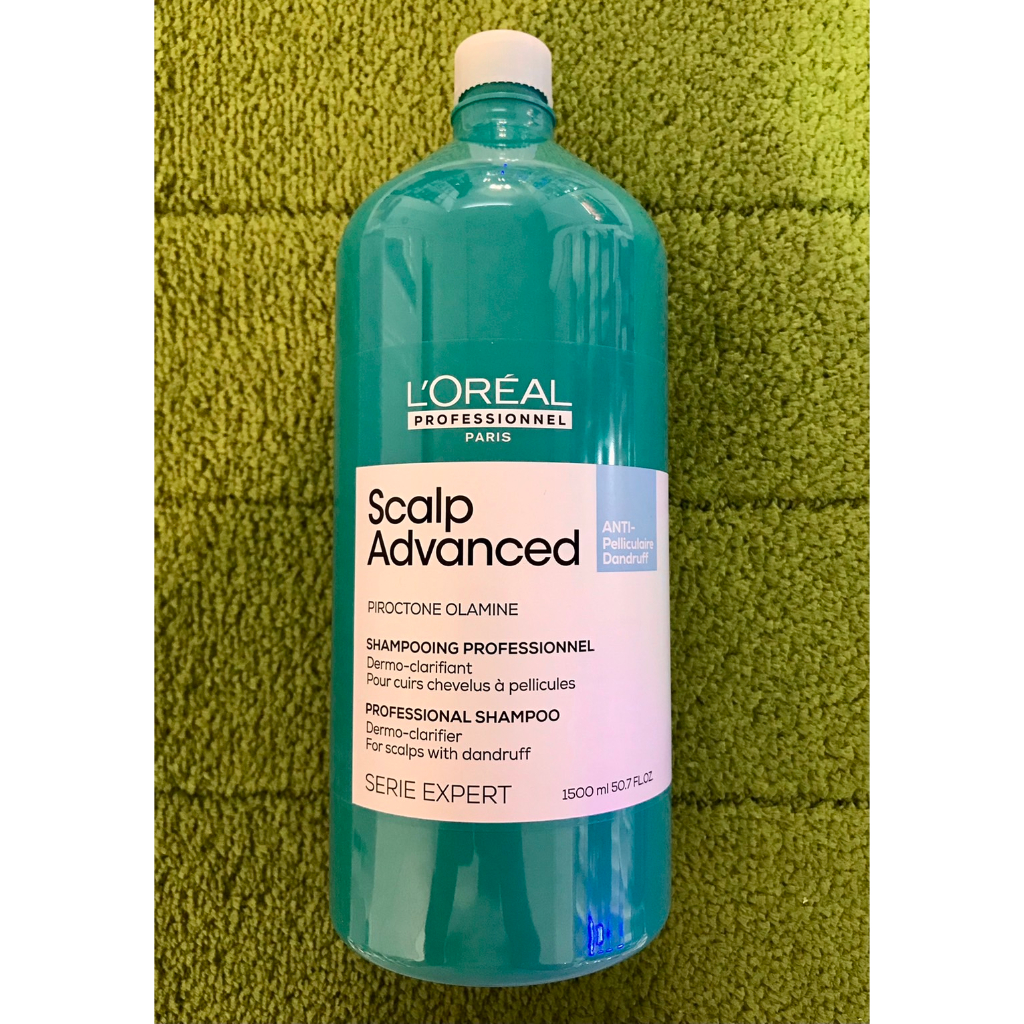 L'ORÉAL
PROFESSIONNEL
PARIS
Scalp
Advanced
ANTI-
Pelliculaire
Dandruff
PIROCTONE OLAMINE
SHAMPOOING PROFESSIONNEL
Dermo-clarifiant
Pour cuirs chevelus à pellicules
PROFESSIONAL SHAMPOO
Dermo-clarifier
For scalps with dandruff
SERIE EXPERT
1500 ml 50.7 FL.OZ